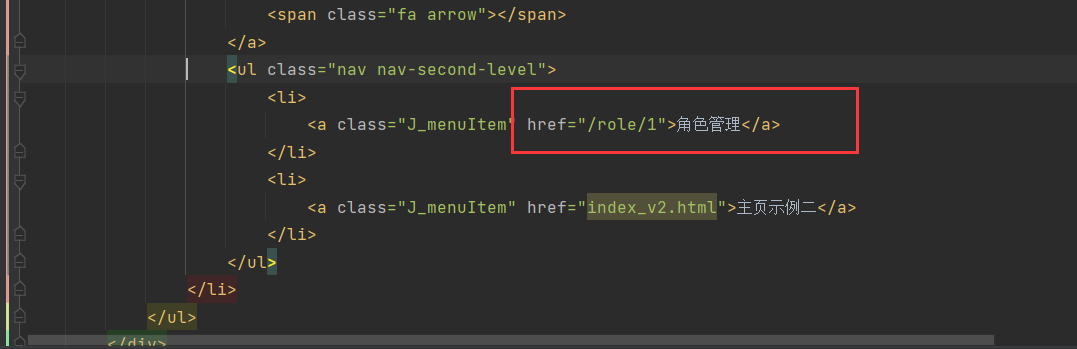 <span class="fa arrow"></span>
</a>
<ul class="nav nav-second-level">
<li>
<a class="J_menuItem" href="/role/1">角色管理</a>
</li>
<li>
<a class="J_menuItem" href="index_v2.html">主页示例二</a>
</li>
</ul>
</li>
</ul>
</div>